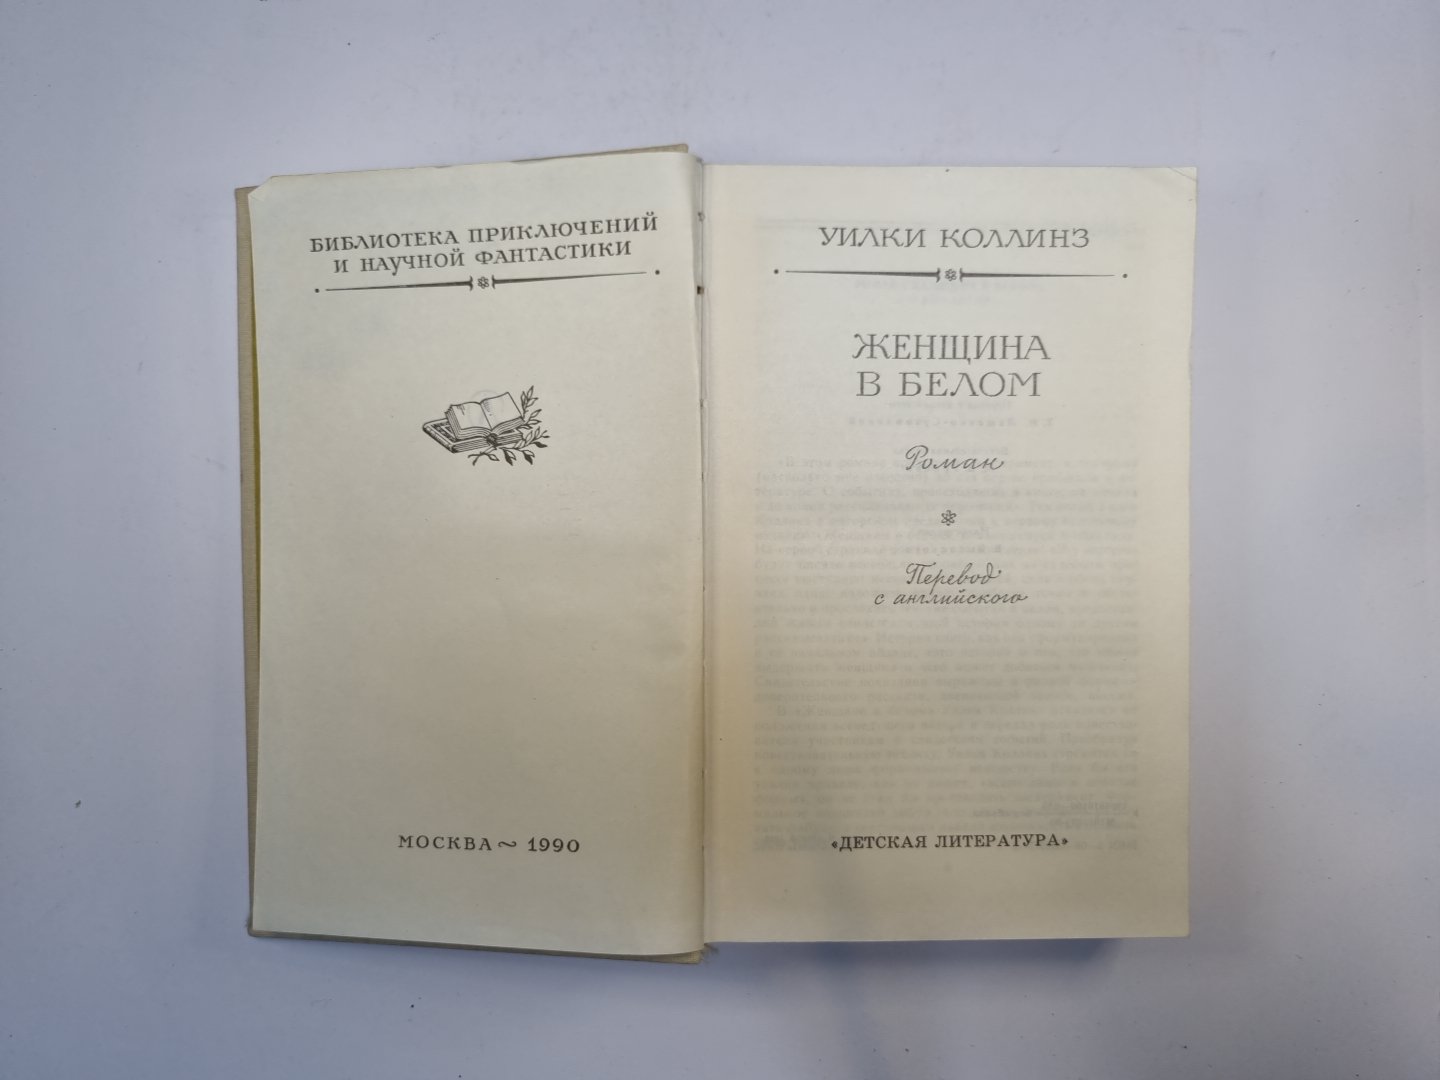 БИБЛИОТЕКА ПРИКЛЮЧЕНИЙ
И НАУЧНОЙ ФАНТАСТИКИ
МОСКВА ~ 1990
УИЛКИ КОЛЛИНЗ
ЖЕНЩИНА
В БЕЛОМ
Роман
Перевод
с английского
«ДЕТСКАЯ ЛИТЕРАТУРА»